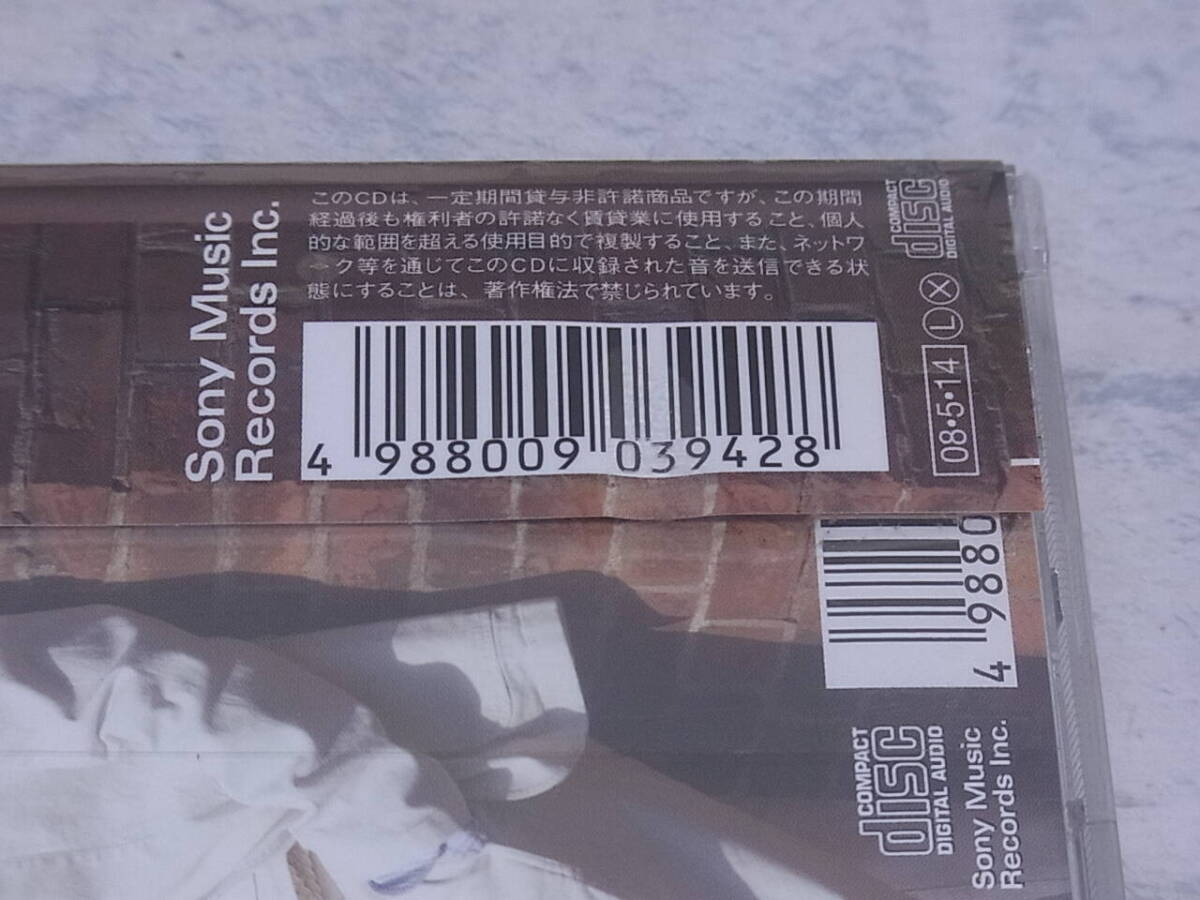 Sony Music
Records Inc.
このCDは、一定期間貸与非許諾商品ですが、この期間
経過後も権利者の許諾なく賃貸業に使用すること、個人
的な範囲を超える使用目的で複製すること、また、ネットワ
ーク等を通じてこのCDに収録された音を送信できる状
態にすることは、著作権法で禁じられています。
4 988009 039428
COMPACT
disc
DIGITAL AUDIO
08・5・14 L X
4 9880
COMPACT
disc
DIGITAL AUDIO
Sony Music
Records Inc.